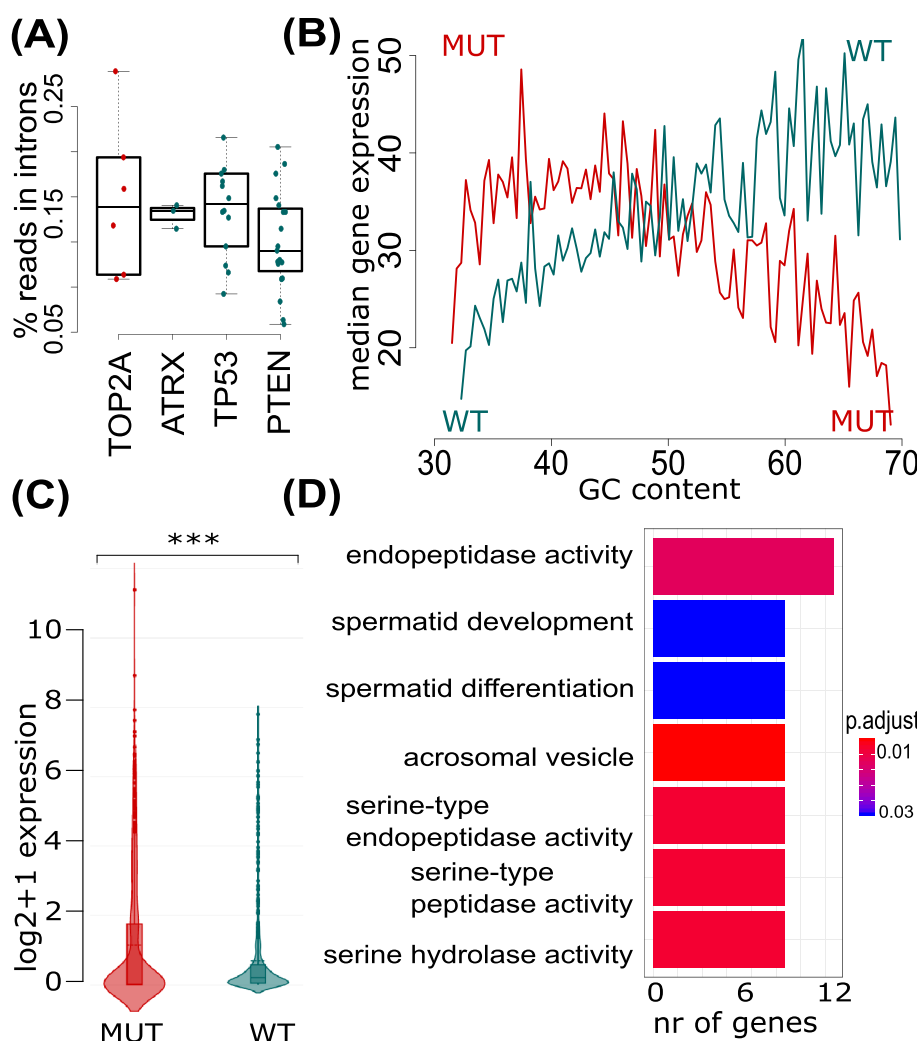 (A)
% reads in introns
0.25
0.15
0.05
TOP2A
ATRX
TP53
PTEN
(B)
median gene expression
50
40
30
20
MUT
WT
WT
MUT
30
40
50
60
70
GC content
(C)
***
log2+1 expression
10
8
6
4
2
0
MUT
WT
(D)
endopeptidase activity
spermatid development
spermatid differentiation
acrosomal vesicle
serine-type
endopeptidase activity
serine-type
peptidase activity
serine hydrolase activity
0
6
12
nr of genes
p.adjust
0.01
0.03